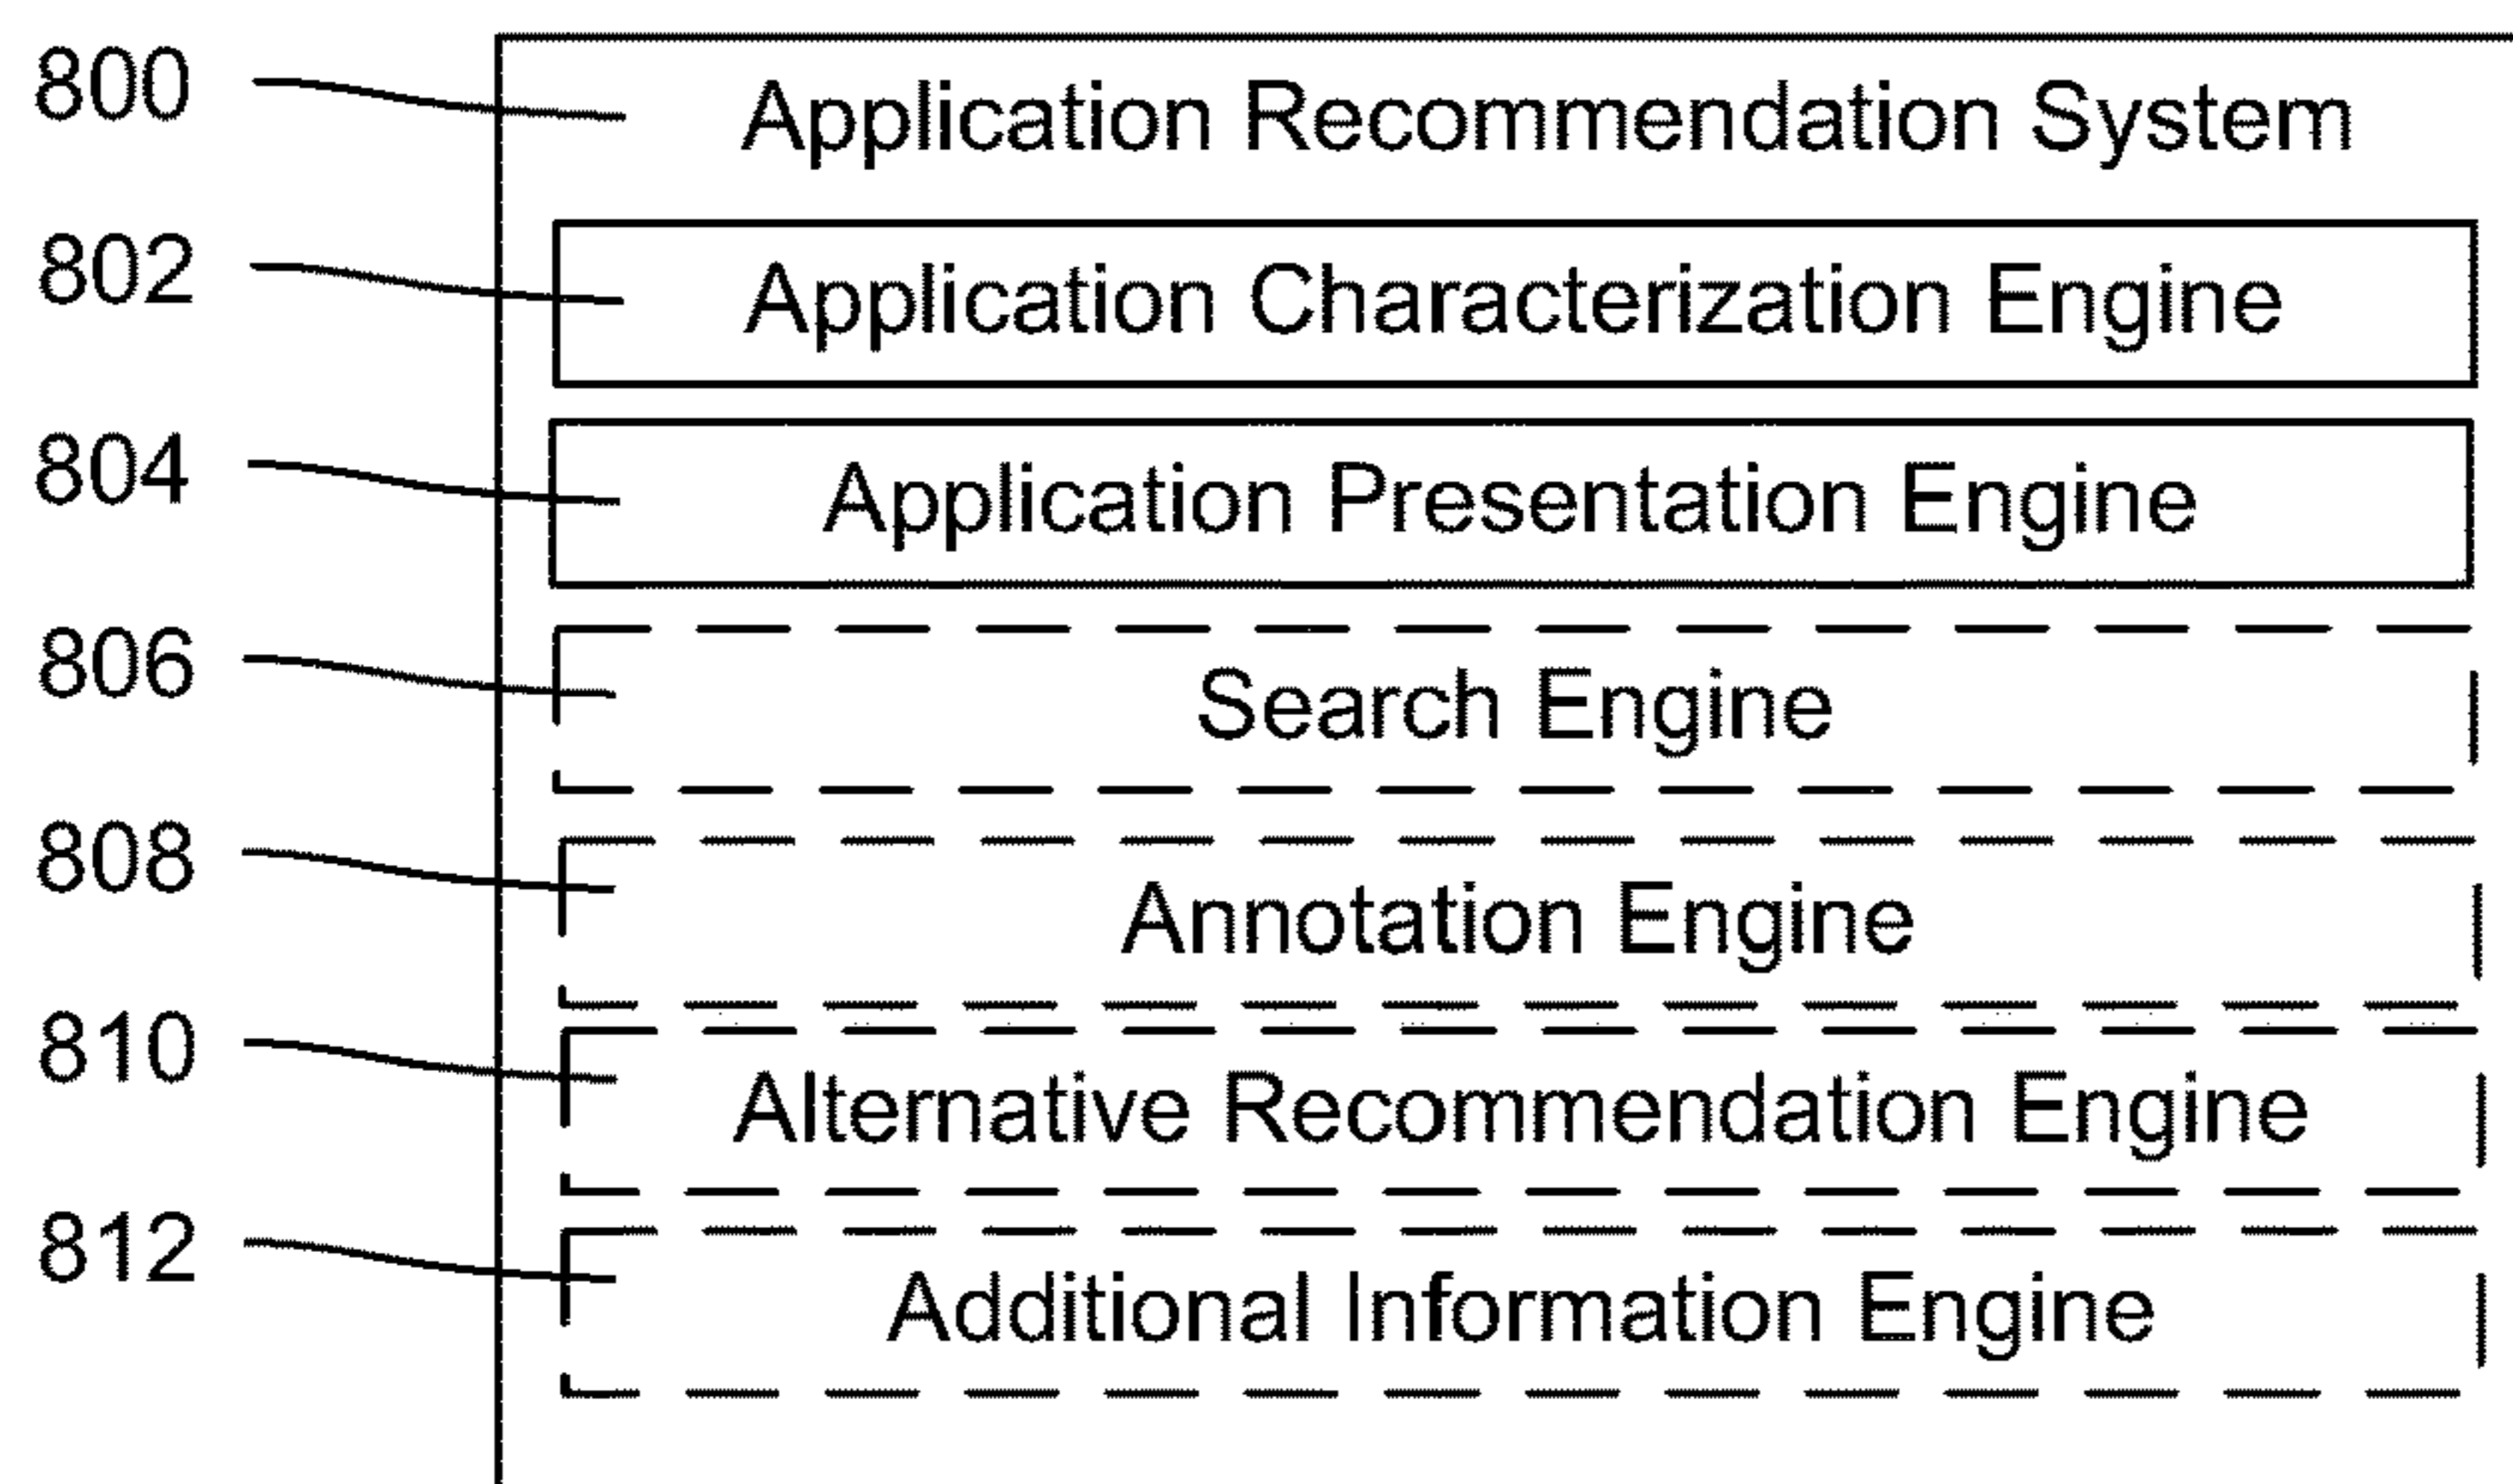 800 Application Recommendation System
802 Application Characterization Engine
804 Application Presentation Engine
806 Search Engine
808 Annotation Engine
810 Alternative Recommendation Engine
812 Additional Information Engine